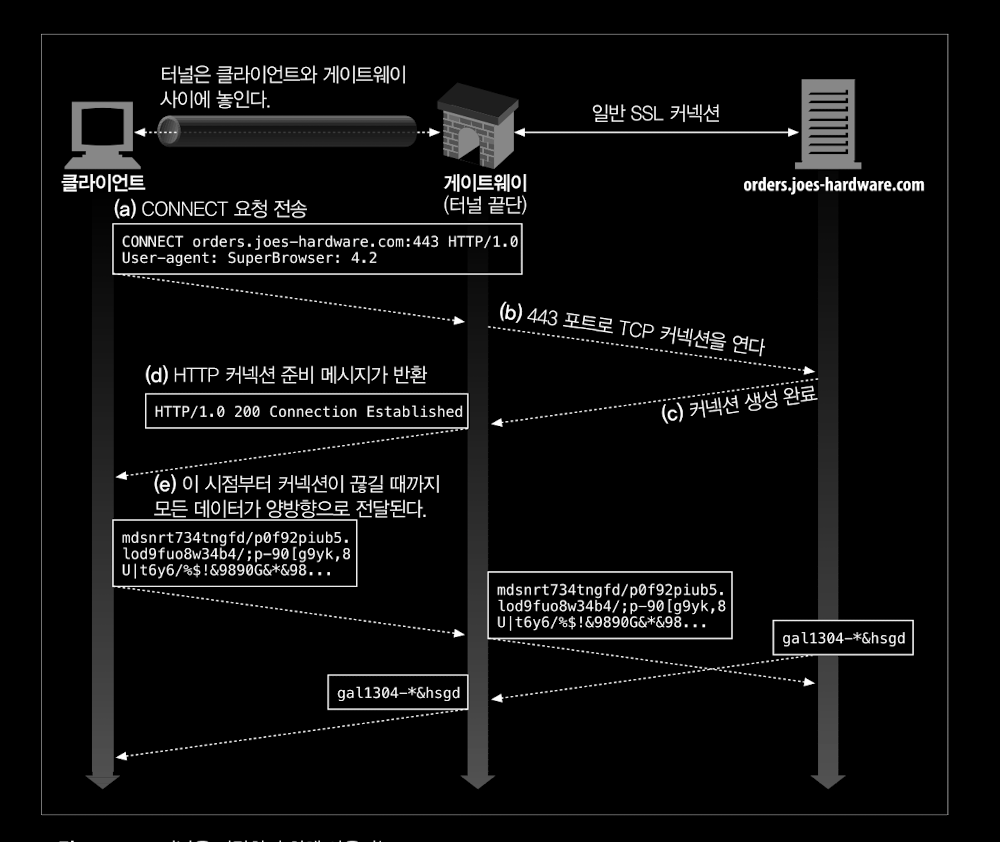 터널은 클라이언트와 게이트웨이
사이에 놓인다.
일반 SSL 커넥션
클라이언트
게이트웨이
(터널 끝단)
orders.joes-hardware.com
(a) CONNECT 요청 전송
CONNECT orders.joes-hardware.com:443 HTTP/1.0
User-agent: SuperBrowser: 4.2
(b) 443 포트로 TCP 커넥션을 연다
(c) 커넥션 생성 완료
(d) HTTP 커넥션 준비 메시지가 반환
HTTP/1.0 200 Connection Established
(e) 이 시점부터 커넥션이 끊길 때까지
모든 데이터가 양방향으로 전달된다.
mdsnrt734tngfd/p0f92piub5.
lod9fuo8w34b4/;p-90[g9yk,8
U|t6y6/%$!&9890G&*&98...
mdsnrt734tngfd/p0f92piub5.
lod9fuo8w34b4/;p-90[g9yk,8
U|t6y6/%$!&9890G&*&98...
gal1304-*&hsgd
gal1304-*&hsgd